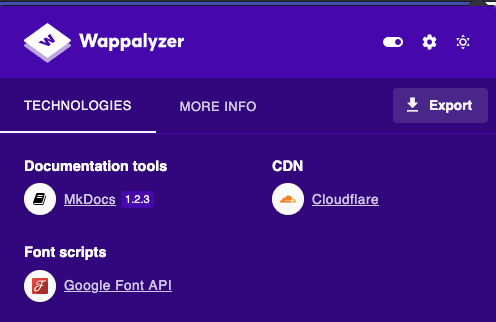 Wappalyzer
TECHNOLOGIES
MORE INFO
Export
Documentation tools
MkDocs 1.2.3
CDN
Cloudflare
Font scripts
Google Font API